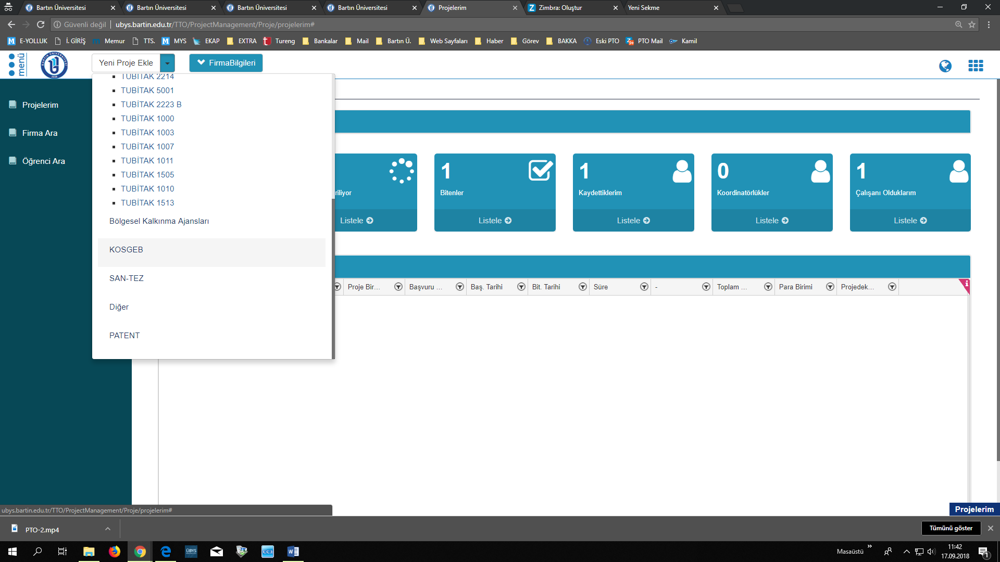 Bartın Üniversitesi
Bartın Üniversitesi
Bartın Üniversitesi
Bartın Üniversitesi
Projelerim
Zimbra: Oluştur
Yeni Sekme
Güvenli değil
ubys.bartin.edu.tr/TTO/ProjectManagement/Proje/projelerim#
E-YOLLUK
İ. GİRİŞ
Memur
TTS.
MYS
EKAP
EXTRA
Tureng
Bankalar
Mail
Bartın Ü.
Web Sayfaları
Haber
Görev
BAKKA
Eski PTO
PTO Mail
Kamil
menü
Yeni Proje Ekle
FirmaBilgileri
Projelerim
Firma Ara
Öğrenci Ara
TUBİTAK 2214
TUBİTAK 5001
TUBİTAK 2223 B
TUBİTAK 1000
TUBİTAK 1003
TUBİTAK 1007
TUBİTAK 1011
TUBİTAK 1505
TUBİTAK 1010
TUBİTAK 1513
Bölgesel Kalkınma Ajansları
KOSGEB
SAN-TEZ
Diğer
PATENT
riliyor
Listele
1
Bitenler
Listele
1
Kaydettiklerim
Listele
0
Koordinatörlükler
Listele
1
Çalışanı Olduklarım
Listele
Proje Bir...
Başvuru ...
Baş. Tarihi
Bit. Tarihi
Süre
-
Toplam ...
Para Birimi
Projedek...
ubys.bartin.edu.tr/TTO/ProjectManagement/Proje/projelerim#
Projelerim
PTO-2.mp4
Tümünü göster
ÜBYS
Masaüstü
11:42
17.09.2018
1